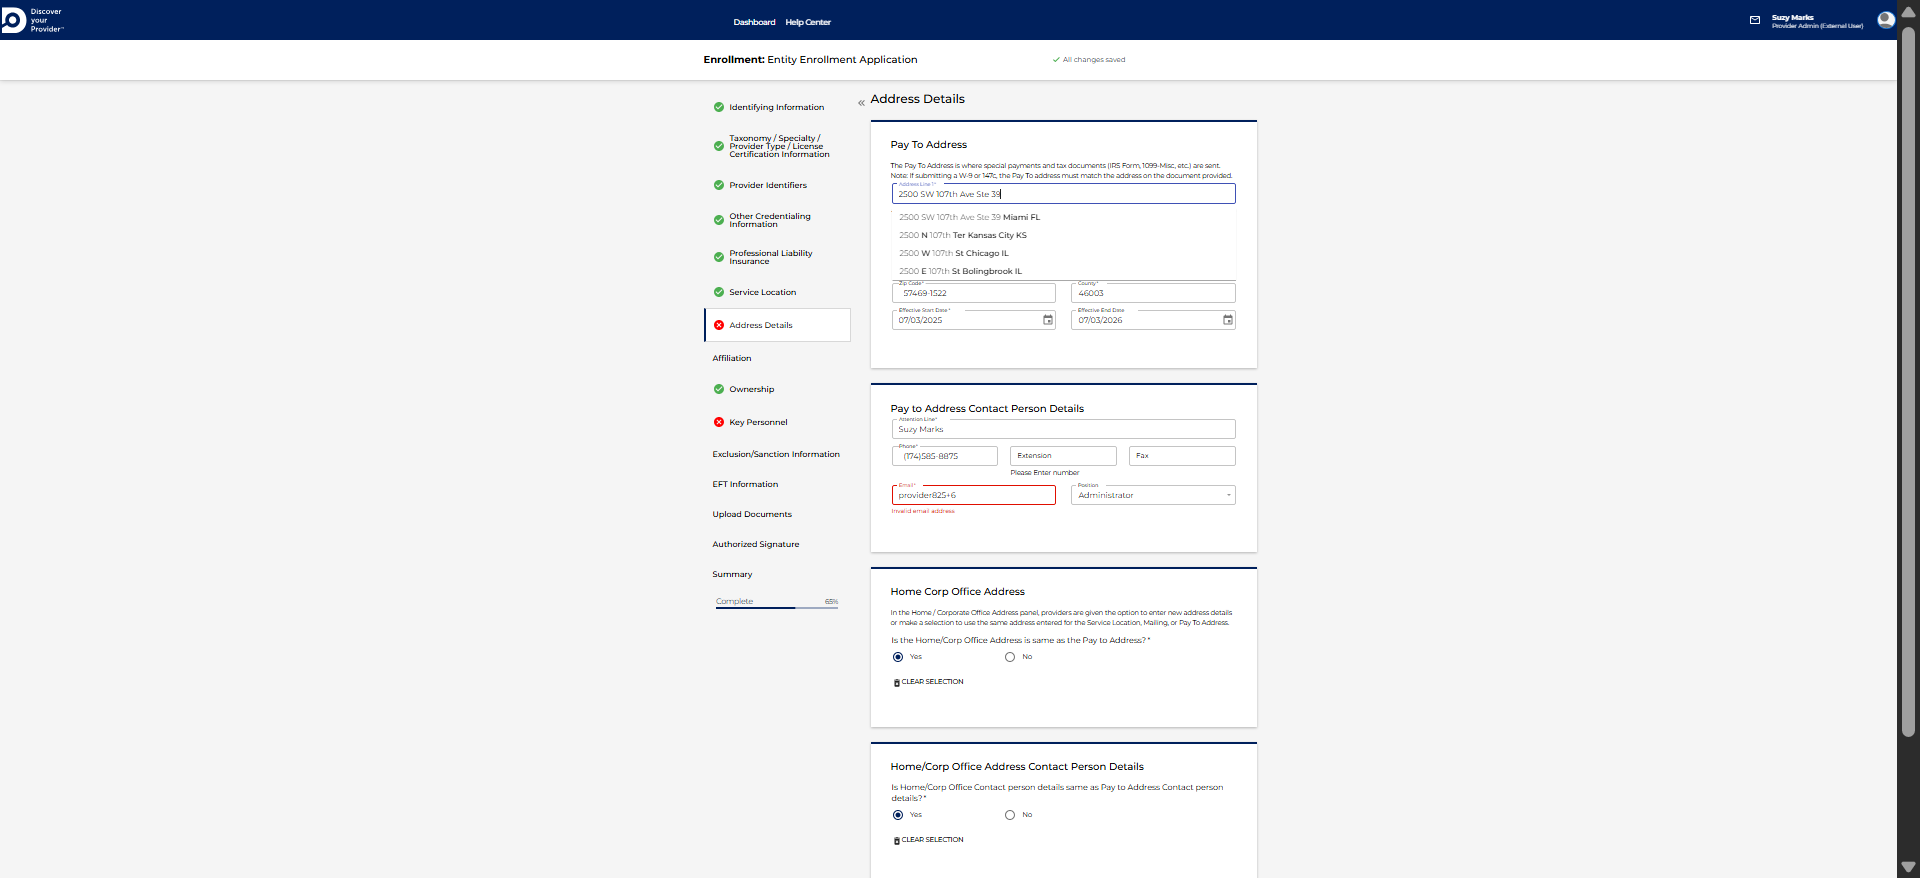 Discover
your
Provider™
Dashboard
Help Center
Suzy Marks
Provider Admin (External User)
Enrollment: Entity Enrollment Application
All changes saved
Identifying Information
Taxonomy / Specialty /
Provider Type / License
Certification Information
Provider Identifiers
Other Credentialing
Information
Professional Liability
Insurance
Service Location
Address Details
Affiliation
Ownership
Key Personnel
Exclusion/Sanction Information
EFT Information
Upload Documents
Authorized Signature
Summary
Complete 65%
« Address Details
Pay To Address
The Pay To Address is where special payments and tax documents (IRS Form, 1099-Misc, etc.) are sent.
Note: If submitting a W-9 or 147c, the Pay To address must match the address on the document provided.
Address Line 1*
2500 SW 107th Ave Ste 39
2500 SW 107th Ave Ste 39 Miami FL
2500 N 107th Ter Kansas City KS
2500 W 107th St Chicago IL
2500 E 107th St Bolingbrook IL
Zip Code*
57469-1522
County*
46003
Effective Start Date *
07/03/2025
Effective End Date
07/03/2026
Pay to Address Contact Person Details
Attention Line*
Suzy Marks
Phone*
(174)585-8875
Extension
Fax
Please Enter number
Email*
provider825+6
Position
Administrator
Invalid email address
Home Corp Office Address
In the Home / Corporate Office Address panel, providers are given the option to enter new address details
or make a selection to use the same address entered for the Service Location, Mailing, or Pay To Address.
Is the Home/Corp Office Address is same as the Pay to Address? *
Yes
No
CLEAR SELECTION
Home/Corp Office Address Contact Person Details
Is Home/Corp Office Contact person details same as Pay to Address Contact person
details? *
Yes
No
CLEAR SELECTION